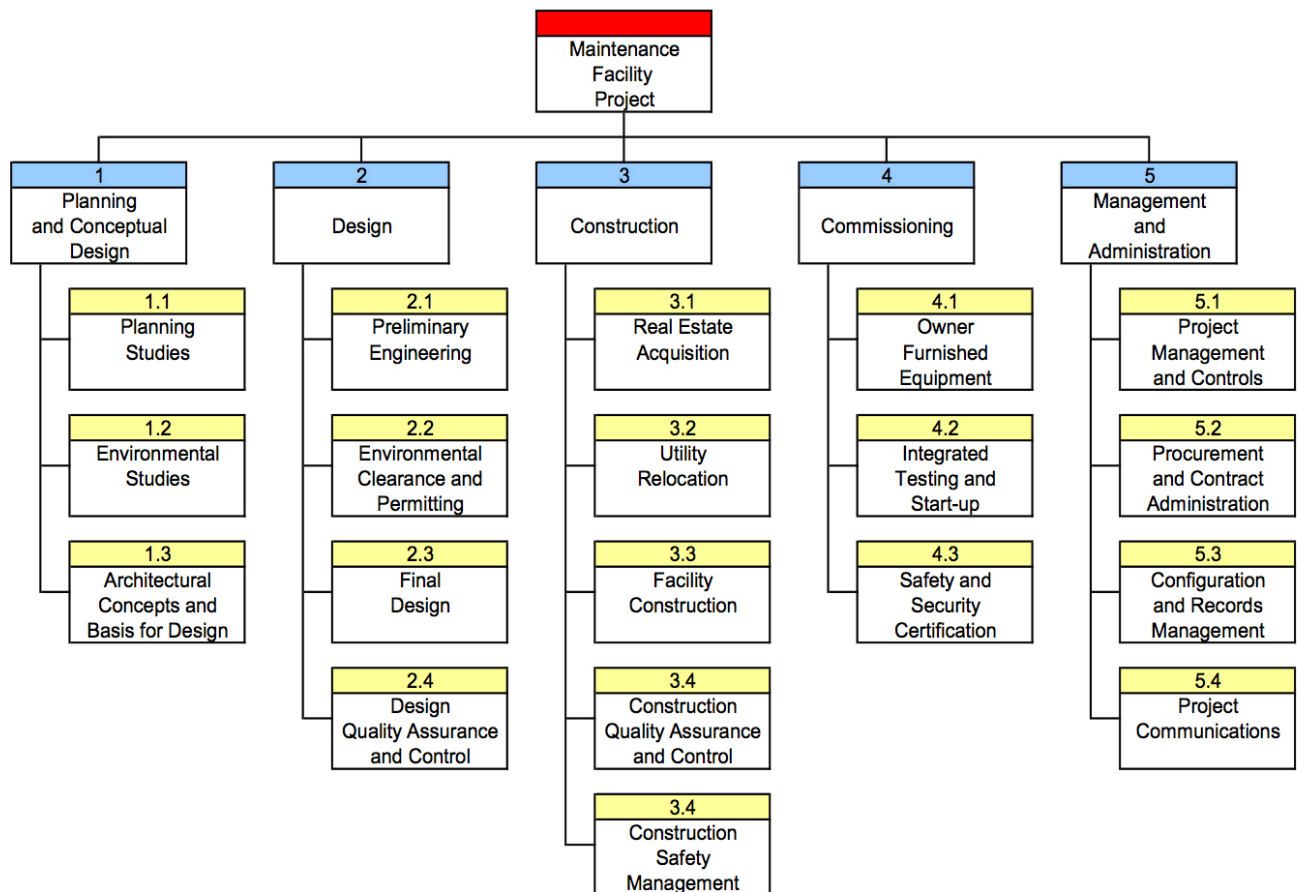 Maintenance
Facility
Project
1
Planning
and Conceptual
Design
1.1
Planning
Studies
1.2
Environmental
Studies
1.3
Architectural
Concepts and
Basis for Design
2
Design
2.1
Preliminary
Engineering
2.2
Environmental
Clearance and
Permitting
2.3
Final
Design
2.4
Design
Quality Assurance
and Control
3
Construction
3.1
Real Estate
Acquisition
3.2
Utility
Relocation
3.3
Facility
Construction
3.4
Construction
Quality Assurance
and Control
3.4
Construction
Safety
Management
4
Commissioning
4.1
Owner
Furnished
Equipment
4.2
Integrated
Testing and
Start-up
4.3
Safety and
Security
Certification
5
Management
and
Administration
5.1
Project
Management
and Controls
5.2
Procurement
and Contract
Administration
5.3
Configuration
and Records
Management
5.4
Project
Communications